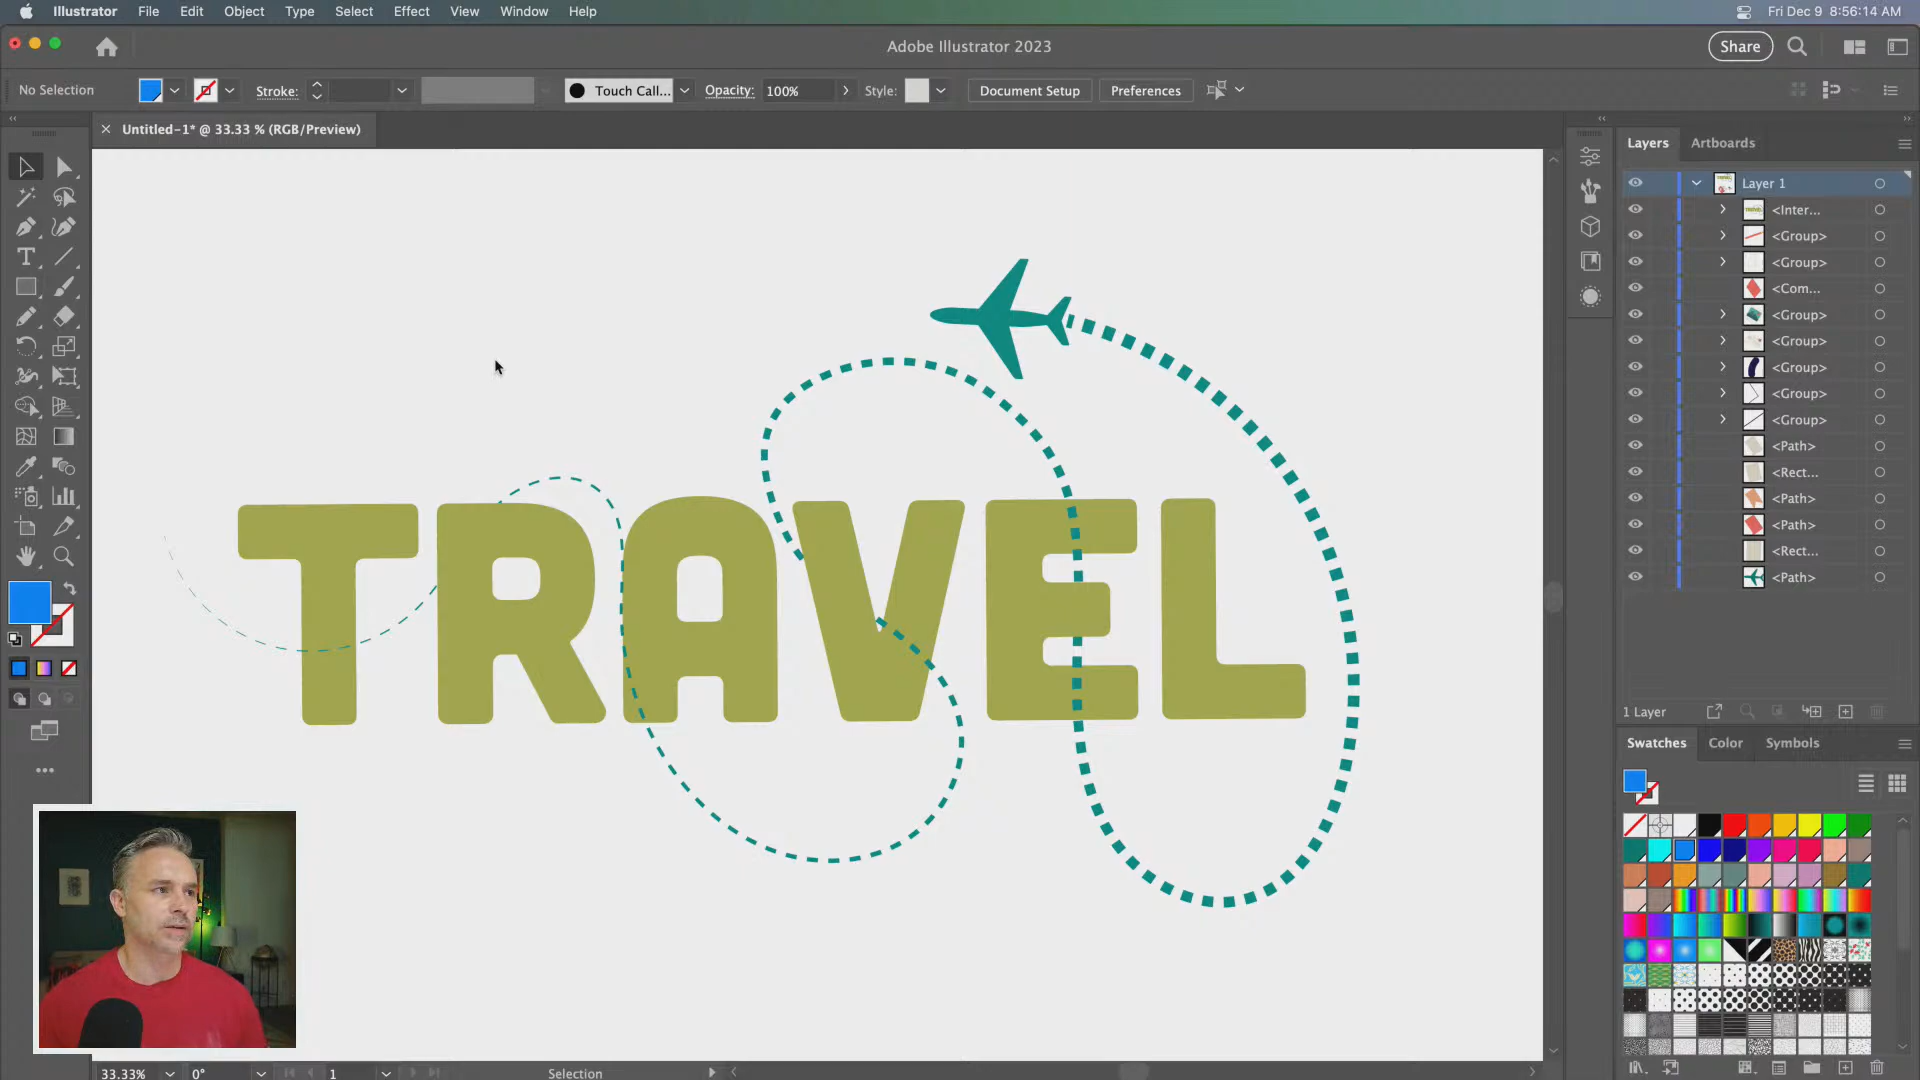 Illustrator File Edit Object Type Select Effect View Window Help Fri Dec 9 8:56:14 AM
Adobe Illustrator 2023 Share
No Selection Stroke: Touch Call... Opacity: 100% Style: Document Setup Preferences
Untitled-1* @ 33.33 % (RGB/Preview)
Layers Artboards
Layer 1
<Inter...
<Group>
<Group>
<Com...
<Group>
<Group>
<Group>
<Group>
<Group>
<Path>
<Rect...
<Path>
<Path>
<Rect...
<Path>
TRAVEL
1 Layer
Swatches Color Symbols
33.33% 0° 1 Selection